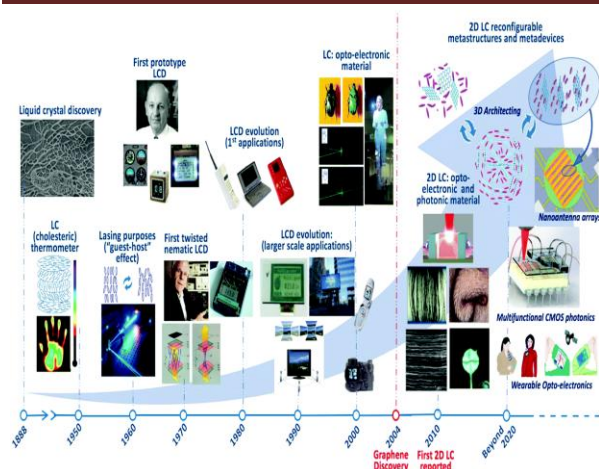 2D LC reconfigurable
metastructures and metadevices
First prototype
LCD
LC: opto-electronic
material
Liquid crystal discovery
LCD evolution
(1st applications)
3D Architecting
2D LC: opto-
electronic and
photonic material
Nanoantenna arrays
LC
(cholesteric)
thermometer
Lasing purposes
("guest-host"
effect)
First twisted
nematic LCD
LCD evolution:
(larger scale applications)
Multifunctional CMOS photonics
Wearable Opto-electronics
1888
1950
1960
1970
1980
1990
2000
2004
2010
Beyond
2020
Graphene
Discovery
First 2D LC
reported